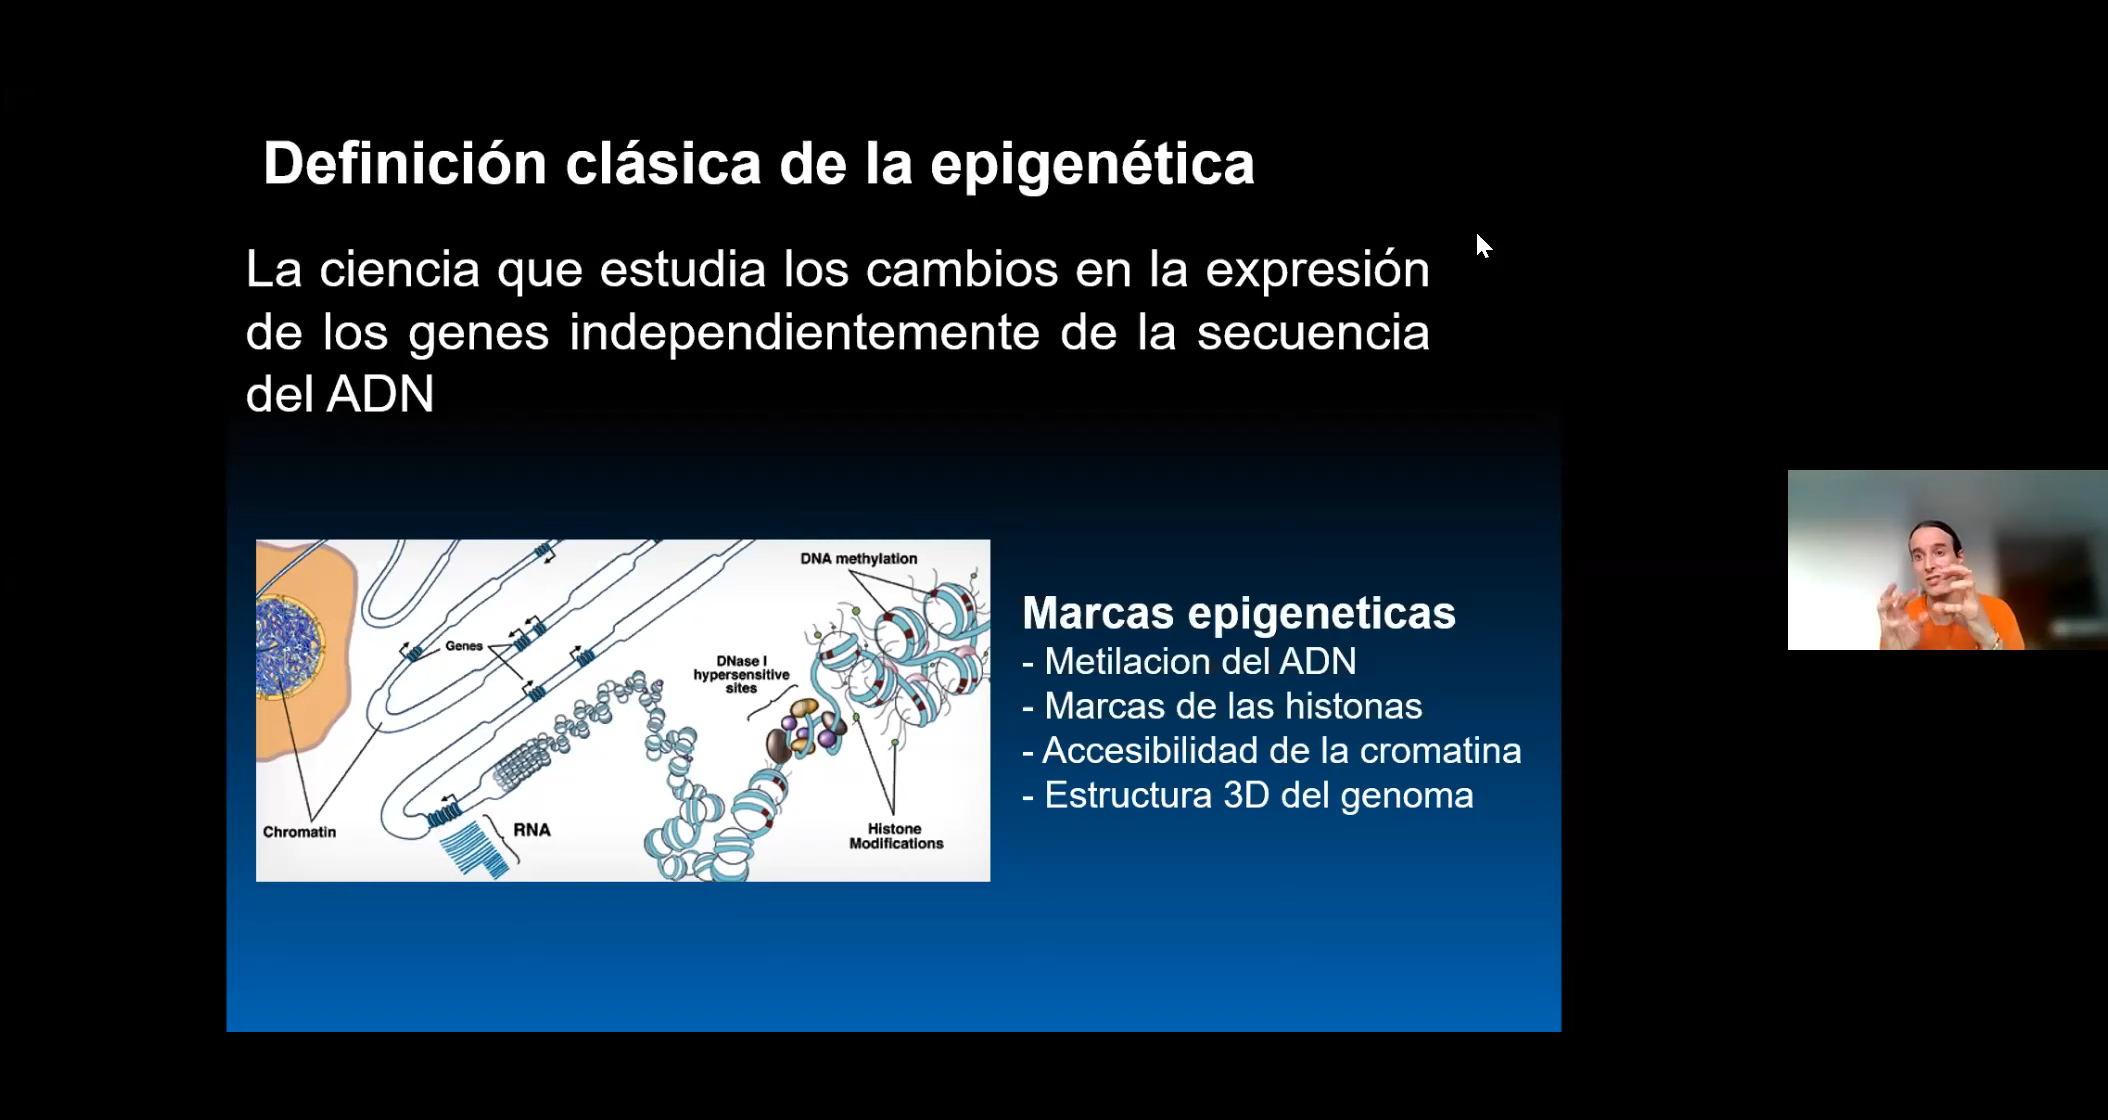 Definición clásica de la epigenética
La ciencia que estudia los cambios en la expresión
de los genes independientemente de la secuencia
del ADN
DNA methylation
Genes
DNase I
hypersensitive
sites
Chromatin
RNA
Histone
Modifications
Marcas epigeneticas
- Metilacion del ADN
- Marcas de las histonas
- Accesibilidad de la cromatina
- Estructura 3D del genoma